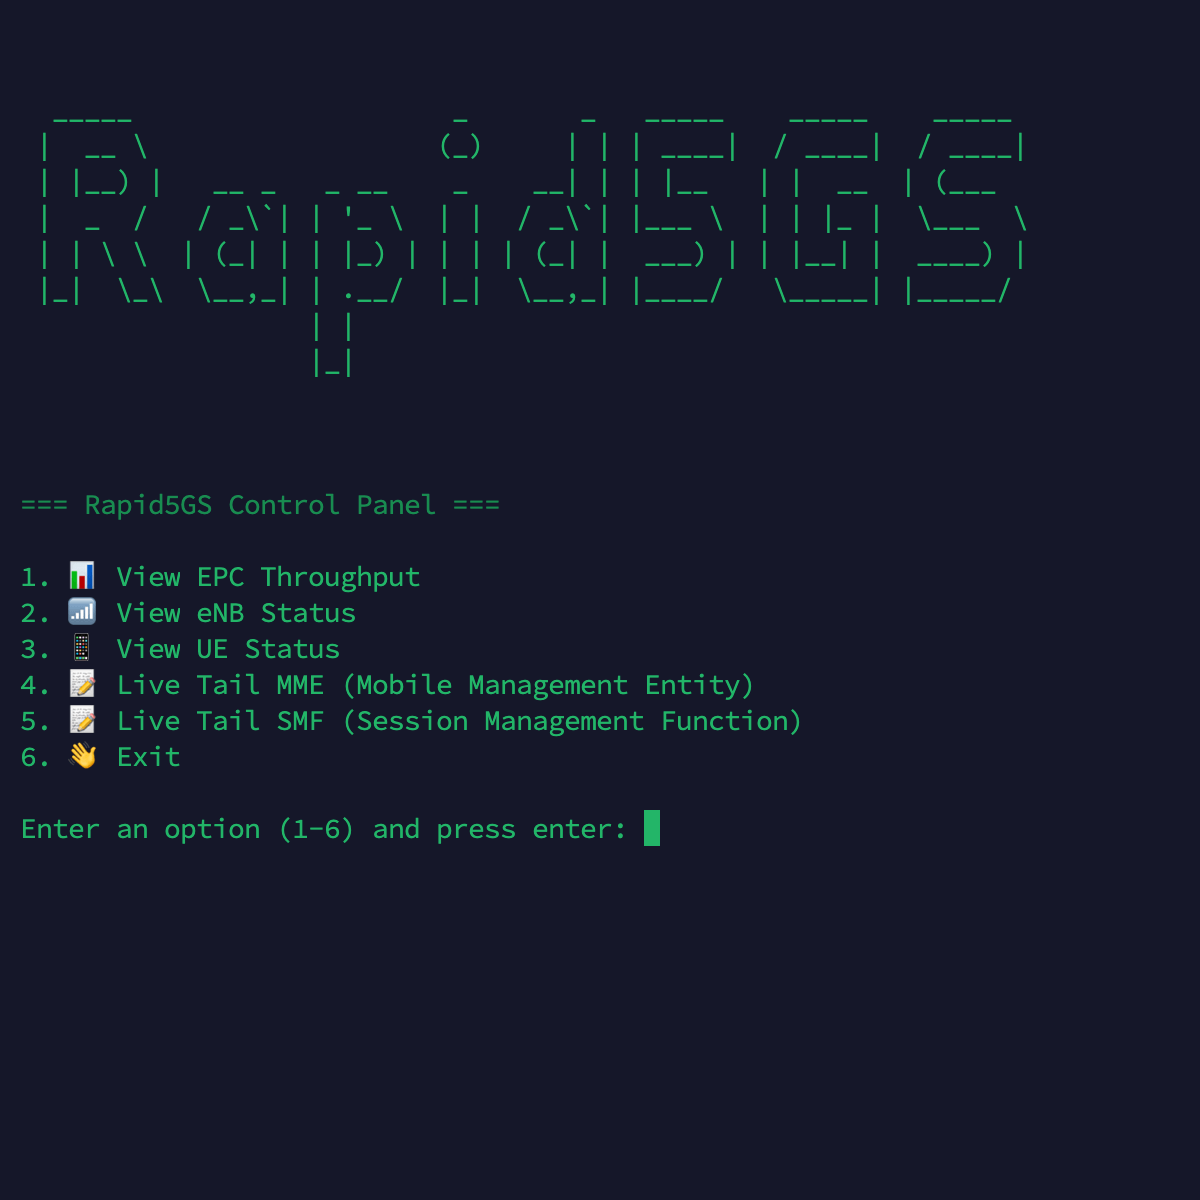 Rapid5GS
=== Rapid5GS Control Panel ===
1. 📊 View EPC Throughput
2. 📶 View eNB Status
3. 📱 View UE Status
4. 📝 Live Tail MME (Mobile Management Entity)
5. 📝 Live Tail SMF (Session Management Function)
6. 👋 Exit
Enter an option (1-6) and press enter: